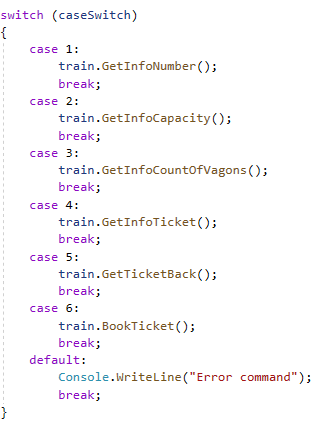 switch (caseSwitch)
{
    case 1:
        train.GetInfoNumber();
        break;
    case 2:
        train.GetInfoCapacity();
        break;
    case 3:
        train.GetInfoCountOfVagons();
        break;
    case 4:
        train.GetInfoTicket();
        break;
    case 5:
        train.GetTicketBack();
        break;
    case 6:
        train.BookTicket();
        break;
    default:
        Console.WriteLine("Error command");
        break;
}